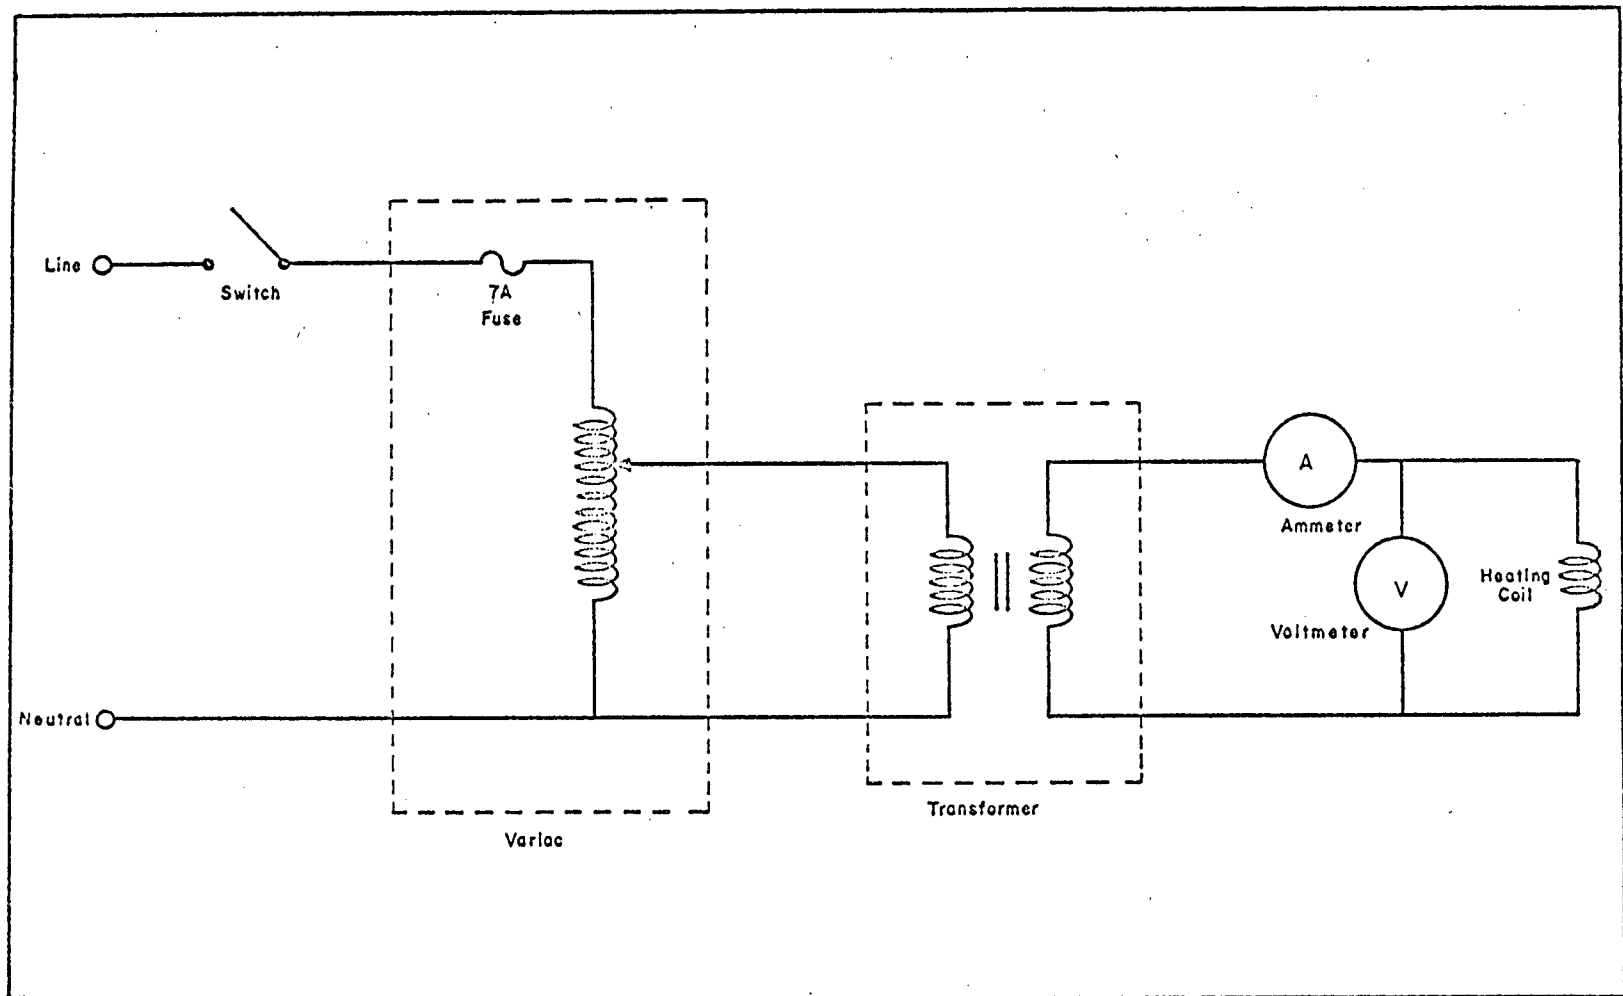 Line
Switch
7A
Fuse
A
Ammeter
V
Voltmeter
Heating
Coil
Neutral
Transformer
Variac